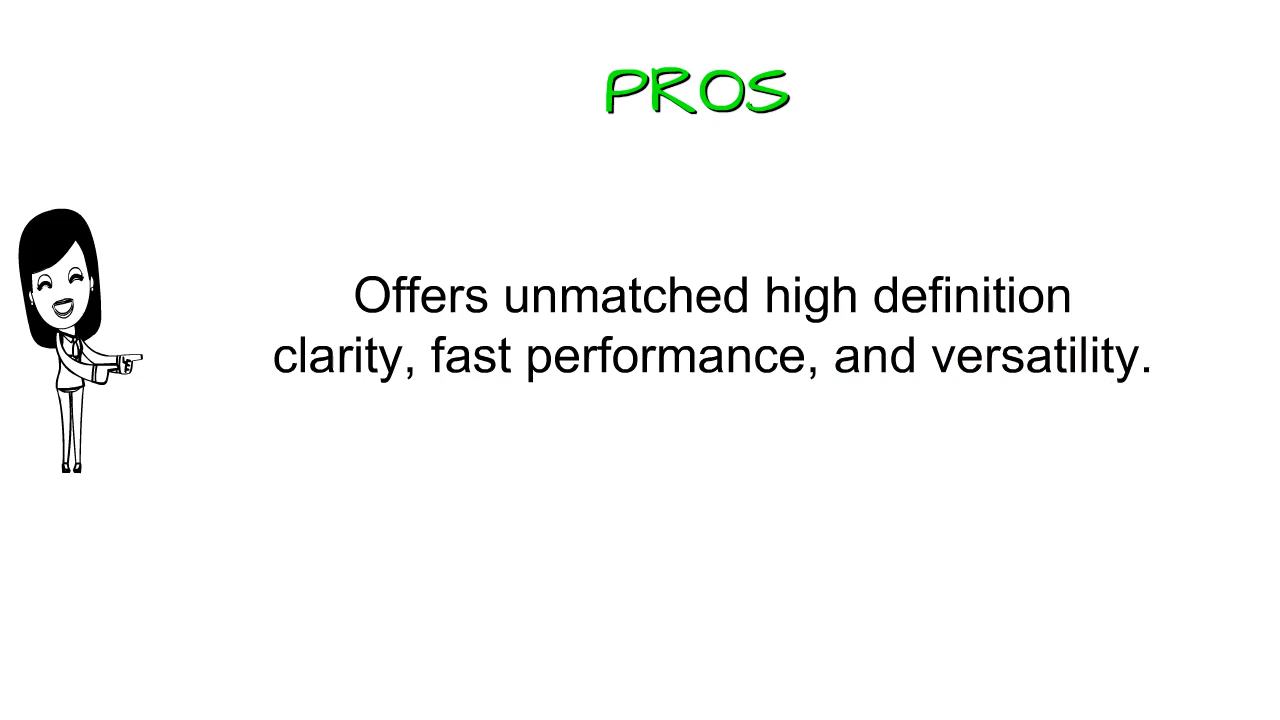 PROS
Offers unmatched high definition
clarity, fast performance, and versatility.